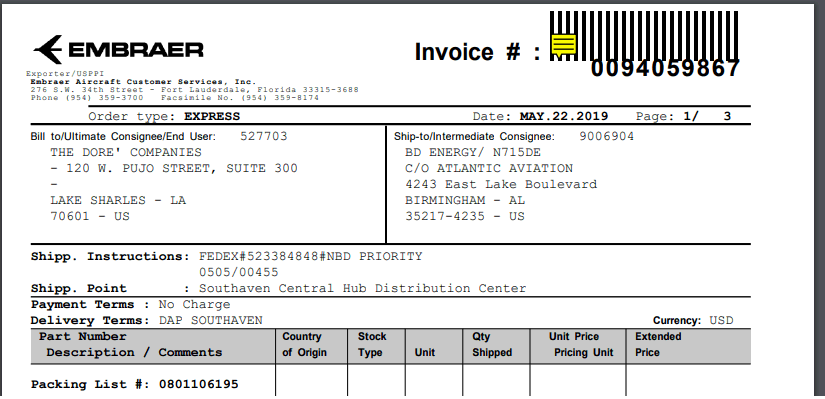 EMBRAER
Invoice # :
0094059867
Exporter/USPPI
Embraer Aircraft Customer Services, Inc.
276 S.W. 34th Street - Fort Lauderdale, Florida 33315-3688
Phone (954) 359-3700 Facsimile No. (954) 359-8174
Order type: EXPRESS Date: MAY.22.2019 Page: 1/ 3
Bill to/Ultimate Consignee/End User: 527703
THE DORE' COMPANIES
- 120 W. PUJO STREET, SUITE 300
-
LAKE SHARLES - LA
70601 - US
Ship-to/Intermediate Consignee: 9006904
BD ENERGY/ N715DE
C/O ATLANTIC AVIATION
4243 East Lake Boulevard
BIRMINGHAM - AL
35217-4235 - US
Shipp. Instructions: FEDEX#523384848#NBD PRIORITY
0505/00455
Shipp. Point : Southaven Central Hub Distribution Center
Payment Terms : No Charge
Delivery Terms: DAP SOUTHAVEN Currency: USD
Part Number Country Stock Qty Unit Price Extended
Description / Comments of Origin Type Unit Shipped Pricing Unit Price
Packing List #: 0801106195